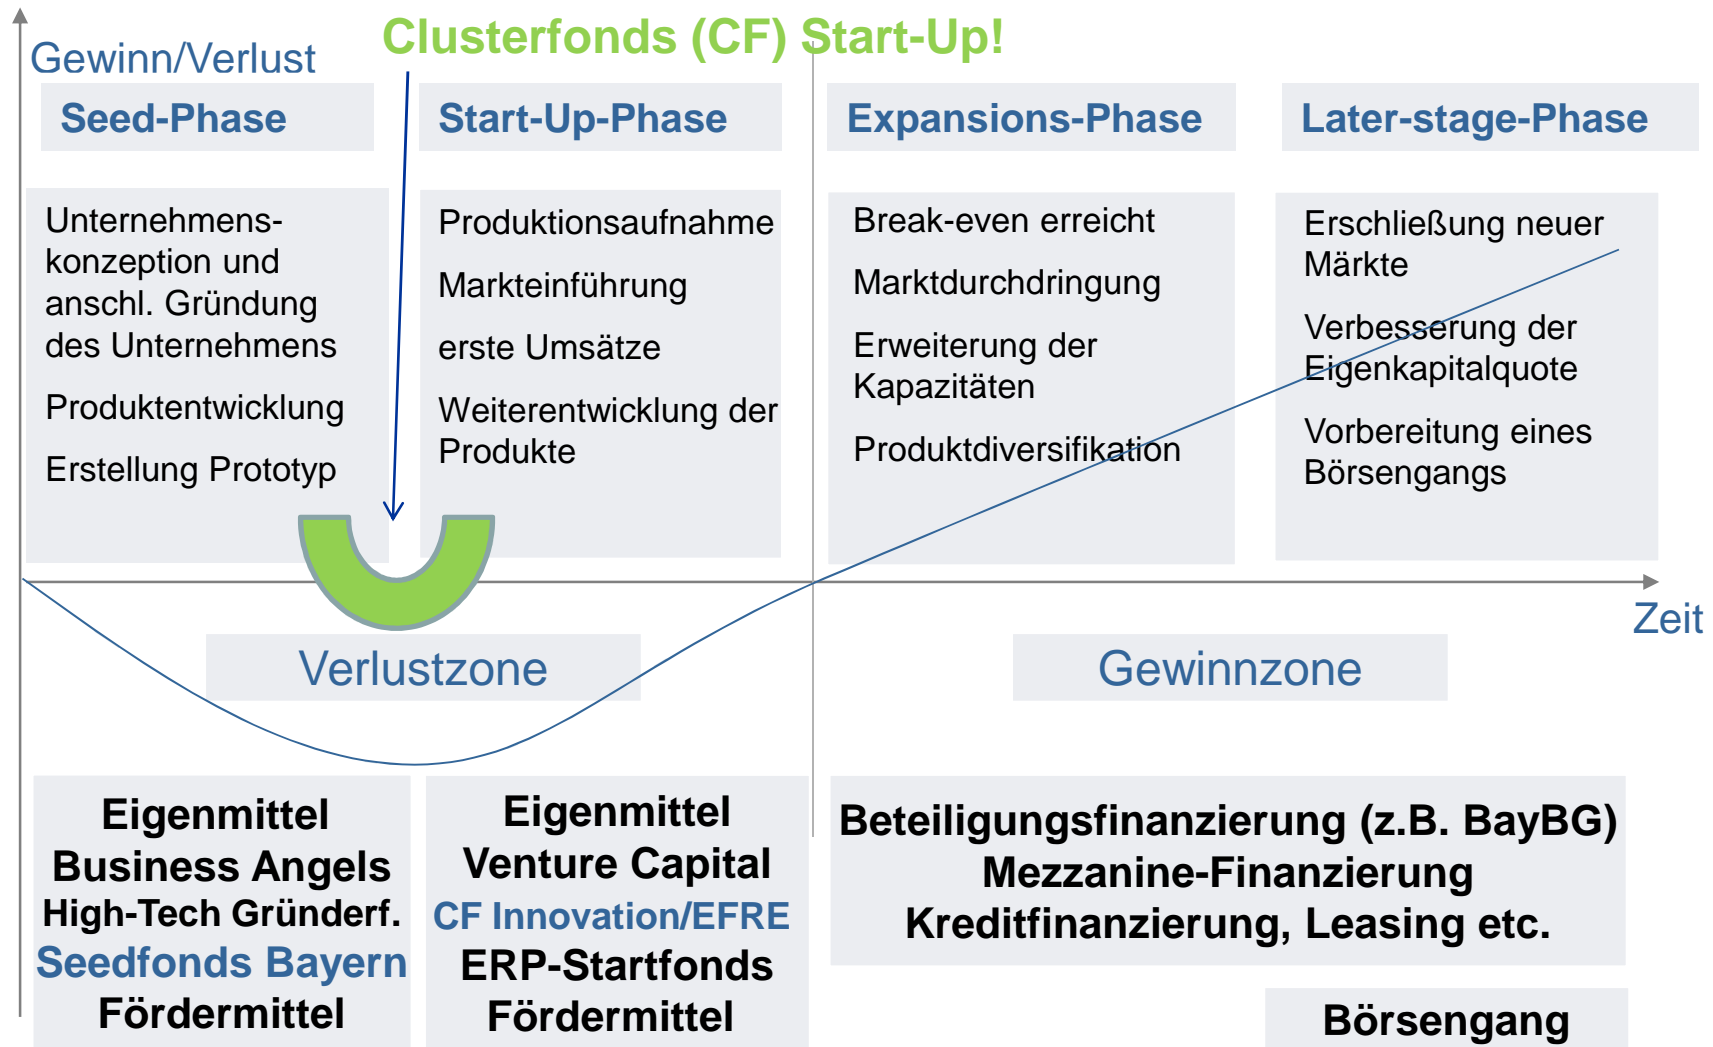 Clusterfonds (CF) Start-Up!
Gewinn/Verlust
Seed-Phase
Start-Up-Phase
Expansions-Phase
Later-stage-Phase
Unternehmens-
konzeption und
anschl. Gründung
des Unternehmens
Produktentwicklung
Erstellung Prototyp
Produktionsaufnahme
Markteinführung
erste Umsätze
Weiterentwicklung der
Produkte
Break-even erreicht
Marktdurchdringung
Erweiterung der
Kapazitäten
Produktdiversifikation
Erschließung neuer
Märkte
Verbesserung der
Eigenkapitalquote
Vorbereitung eines
Börsengangs
Zeit
Verlustzone
Gewinnzone
Eigenmittel
Business Angels
High-Tech Gründerf.
Seedfonds Bayern
Fördermittel
Eigenmittel
Venture Capital
CF Innovation/EFRE
ERP-Startfonds
Fördermittel
Beteiligungsfinanzierung (z.B. BayBG)
Mezzanine-Finanzierung
Kreditfinanzierung, Leasing etc.
Börsengang